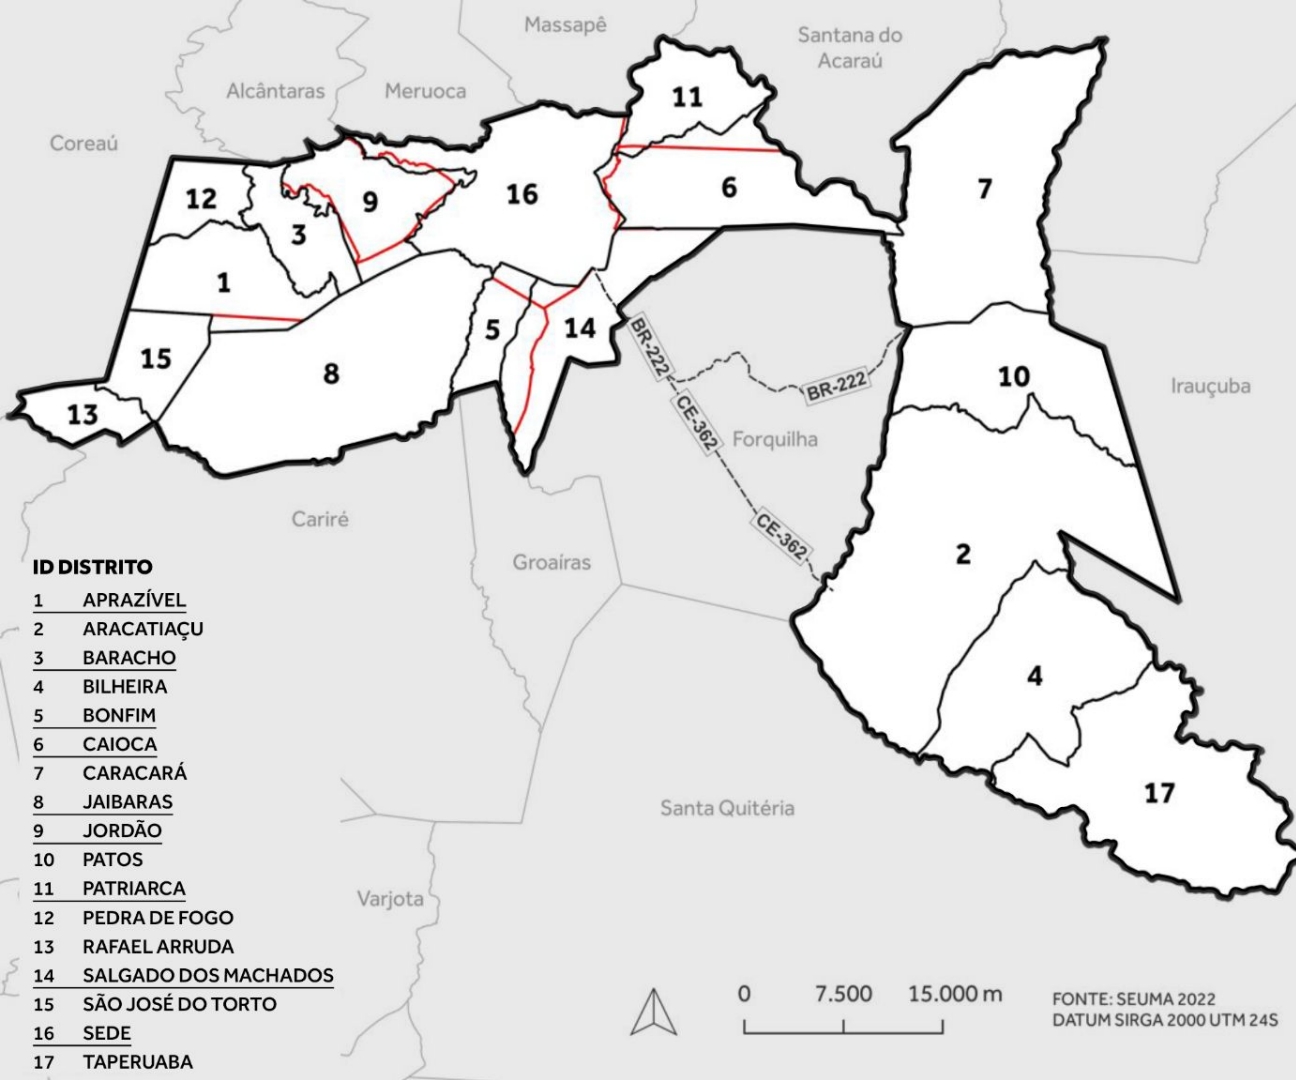 Massapê
Santana do
Acaraú
Alcântaras
Meruoca
Coreaú
11
12
9
16
6
7
3
1
5
14
15
8
13
10
BR-222
BR-222
CE-362
Forquilha
Irauçuba
Cariré
CE-362
Groaíras
2
4
17
Santa Quitéria
Varjota
ID DISTRITO
1 APRAZÍVEL
2 ARACATIAÇU
3 BARACHO
4 BILHEIRA
5 BONFIM
6 CAIOCA
7 CARACARÁ
8 JAIBARAS
9 JORDÃO
10 PATOS
11 PATRIARCA
12 PEDRA DE FOGO
13 RAFAEL ARRUDA
14 SALGADO DOS MACHADOS
15 SÃO JOSÉ DO TORTO
16 SEDE
17 TAPERUABA
0 7.500 15.000 m
FONTE: SEUMA 2022
DATUM SIRGA 2000 UTM 24S